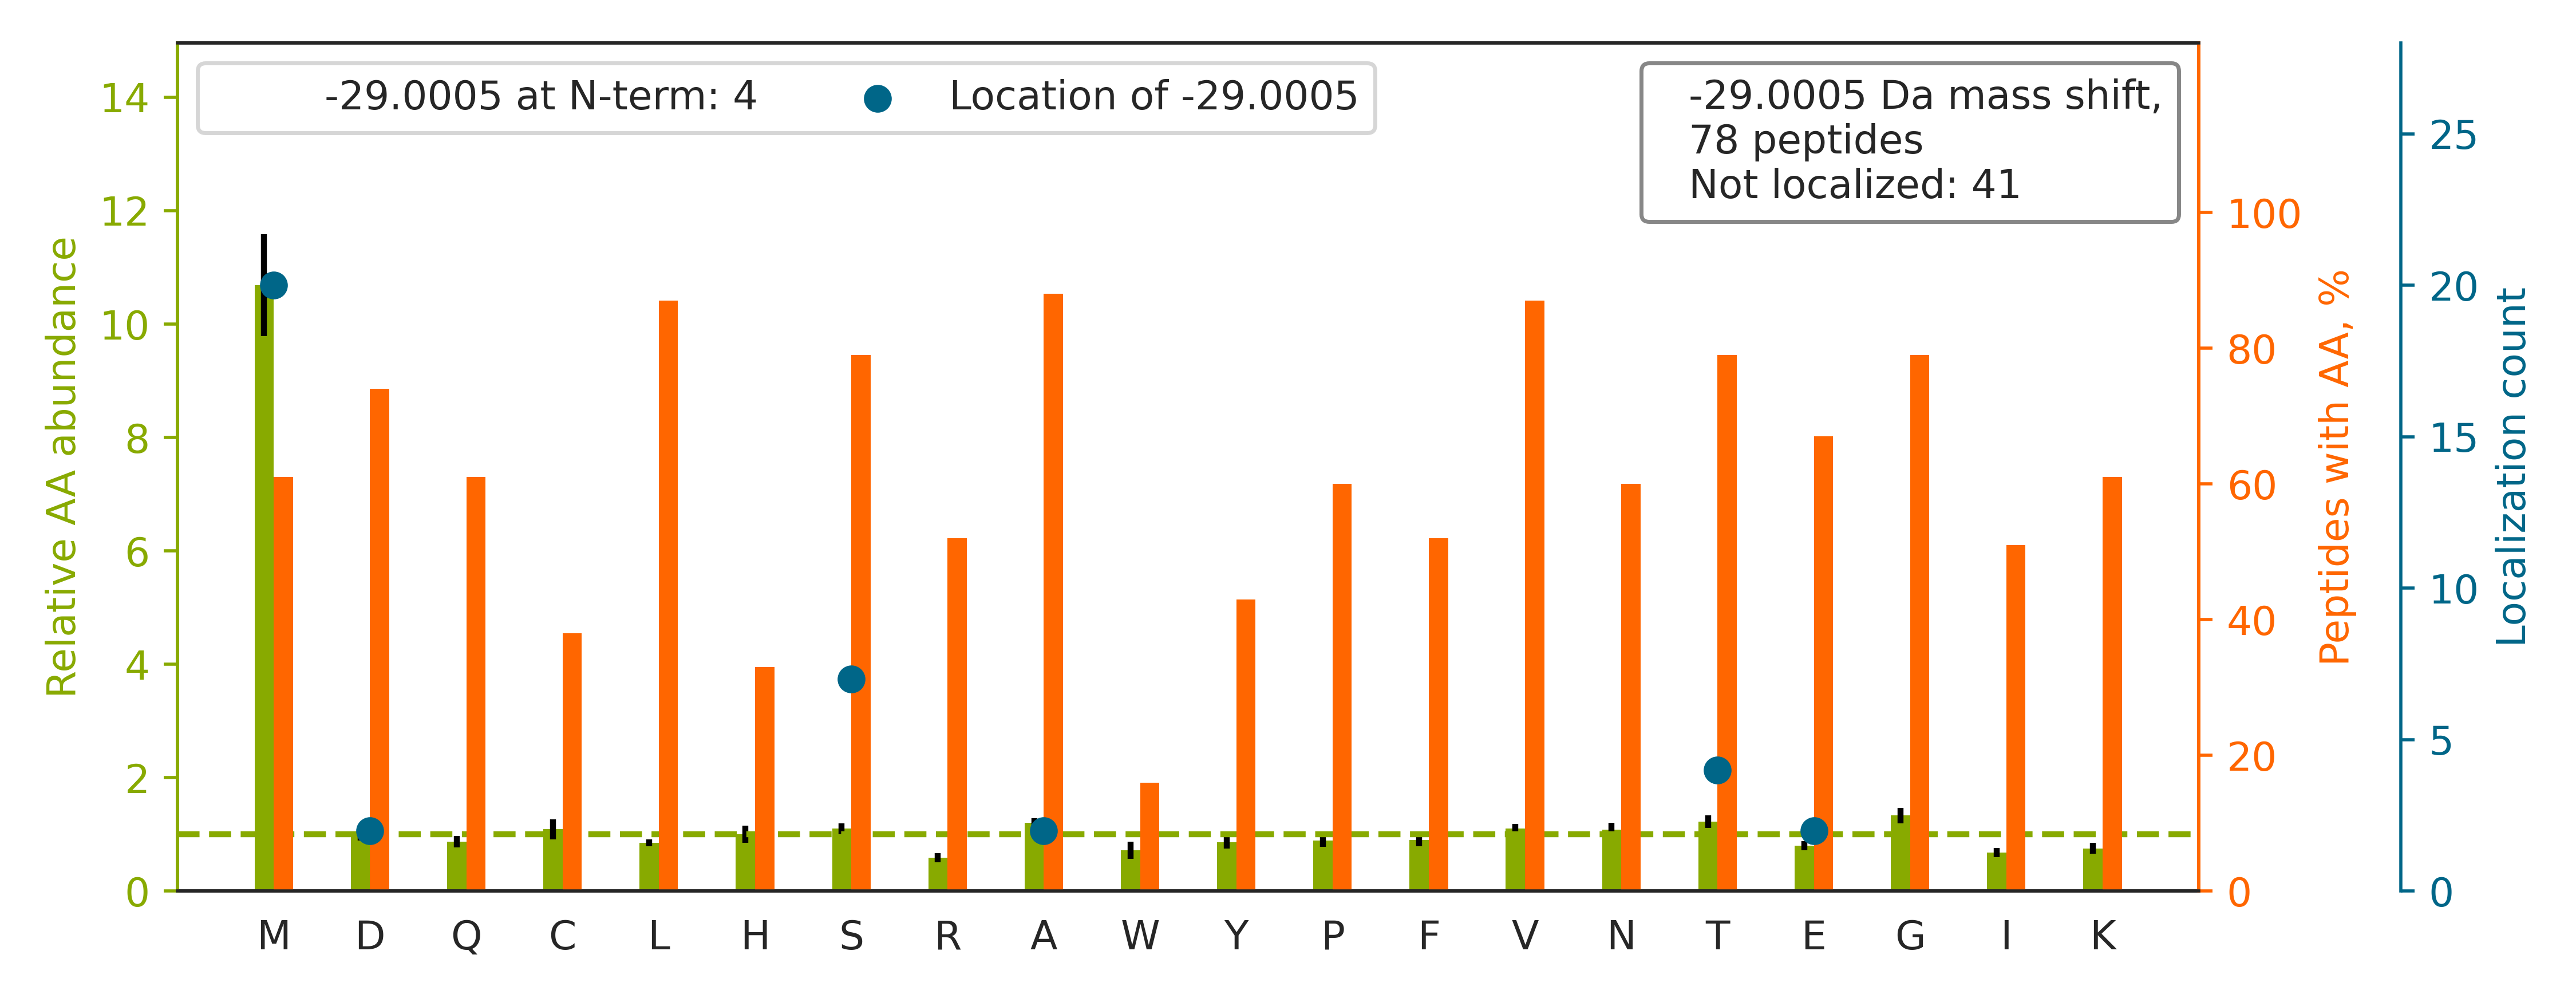 -29.0005 at N-term: 4 Location of -29.0005
-29.0005 Da mass shift,
78 peptides
Not localized: 41
Relative AA abundance
14
12
10
8
6
4
2
0
M D Q C L H S R A W Y P F V N T E G I K
100
80
60
40
20
0
Peptides with AA, %
25
20
15
10
5
0
Localization count